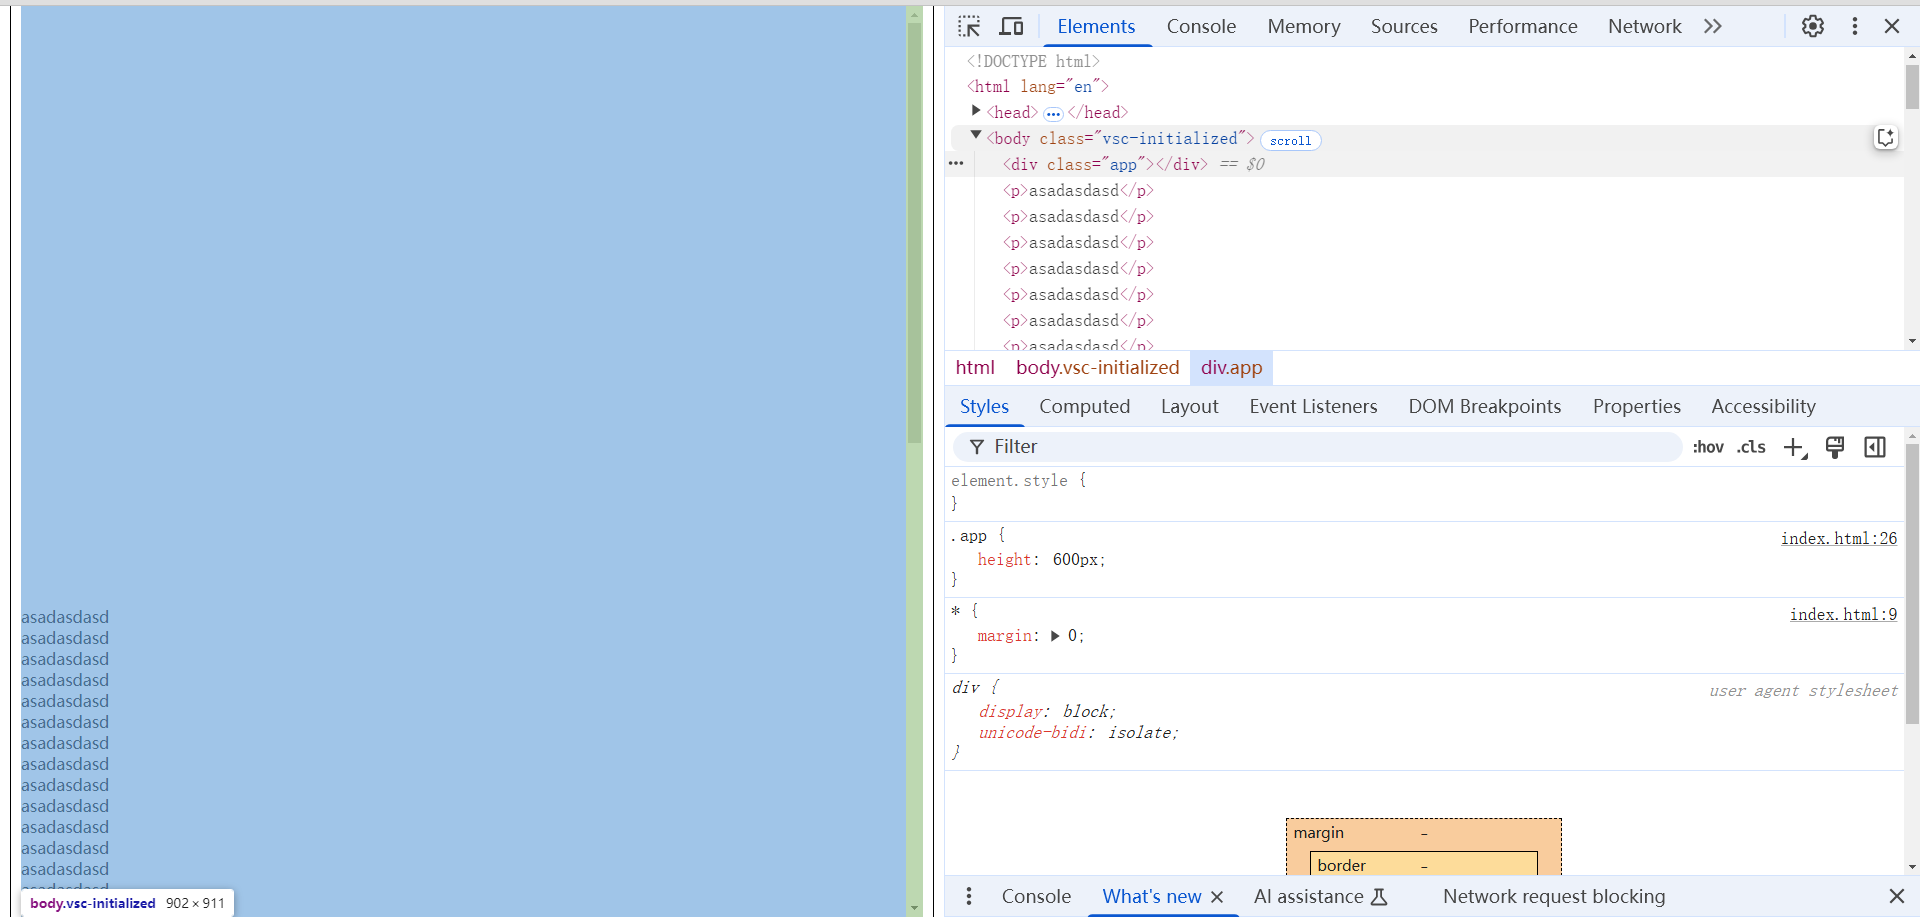 asadasdasd
asadasdasd
asadasdasd
asadasdasd
asadasdasd
asadasdasd
asadasdasd
asadasdasd
asadasdasd
asadasdasd
asadasdasd
asadasdasd
asadasdasd
asadasdasd
body.vsc-initialized 902 × 911
Elements Console Memory Sources Performance Network
<!DOCTYPE html>
<html lang="en">
<head> ••• </head>
<body class="vsc-initialized"> scroll
••• <div class="app"></div> == $0
<p>asadasdasd</p>
<p>asadasdasd</p>
<p>asadasdasd</p>
<p>asadasdasd</p>
<p>asadasdasd</p>
<p>asadasdasd</p>
<p>asadasdasd</p>
html body.vsc-initialized div.app
Styles Computed Layout Event Listeners DOM Breakpoints Properties Accessibility
Filter :hov .cls
element.style {
}
.app { index.html:26
height: 600px;
}
* { index.html:9
margin: 0;
}
div { user agent stylesheet
display: block;
unicode-bidi: isolate;
}
margin -
border -
Console What's new AI assistance Network request blocking